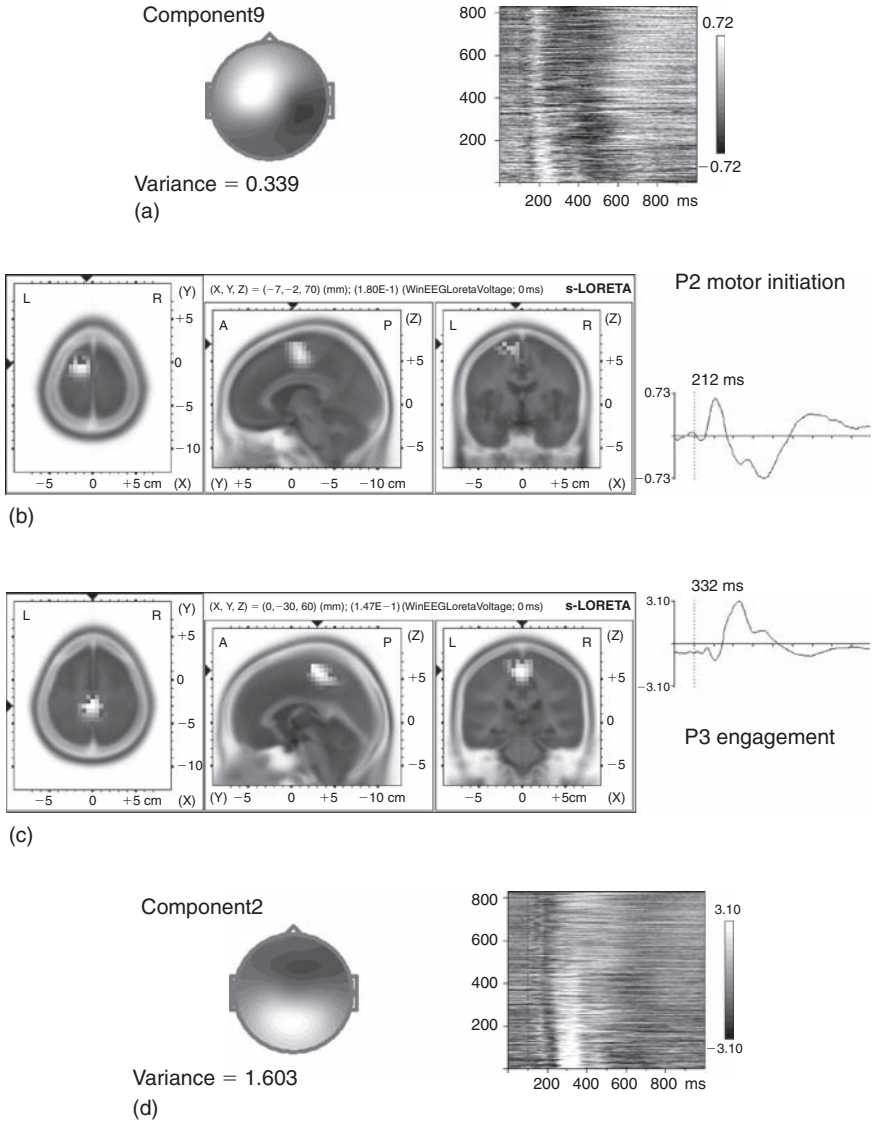 Component9
Variance = 0.339
(a)
800
600
400
200
200 400 600 800 ms
0.72
−0.72
(X, Y, Z) = (−7, −2, 70) (mm); (1.80E-1) (WinEEGLoretaVoltage; 0 ms) s-LORETA
L R (Y)
+5
0
−5
−10
−5 0 +5 cm (X)
A P (Z)
+5
0
−5
(Y) +5 0 −5 −10 cm
L R (Z)
+5
0
−5
−5 0 +5 cm (X)
P2 motor initiation
212 ms
0.73
−0.73
(b)
(X, Y, Z) = (0, −30, 60) (mm); (1.47E−1) (WinEEGLoretaVoltage; 0 ms) s-LORETA
L R (Y)
+5
0
−5
−10
−5 0 +5 cm (X)
A P (Z)
+5
0
−5
(Y) +5 0 −5 −10 cm
L R (Z)
+5
0
−5
−5 0 +5cm (X)
332 ms
3.10
−3.10
P3 engagement
(c)
Component2
Variance = 1.603
(d)
800
600
400
200
200 400 600 800 ms
3.10
−3.10